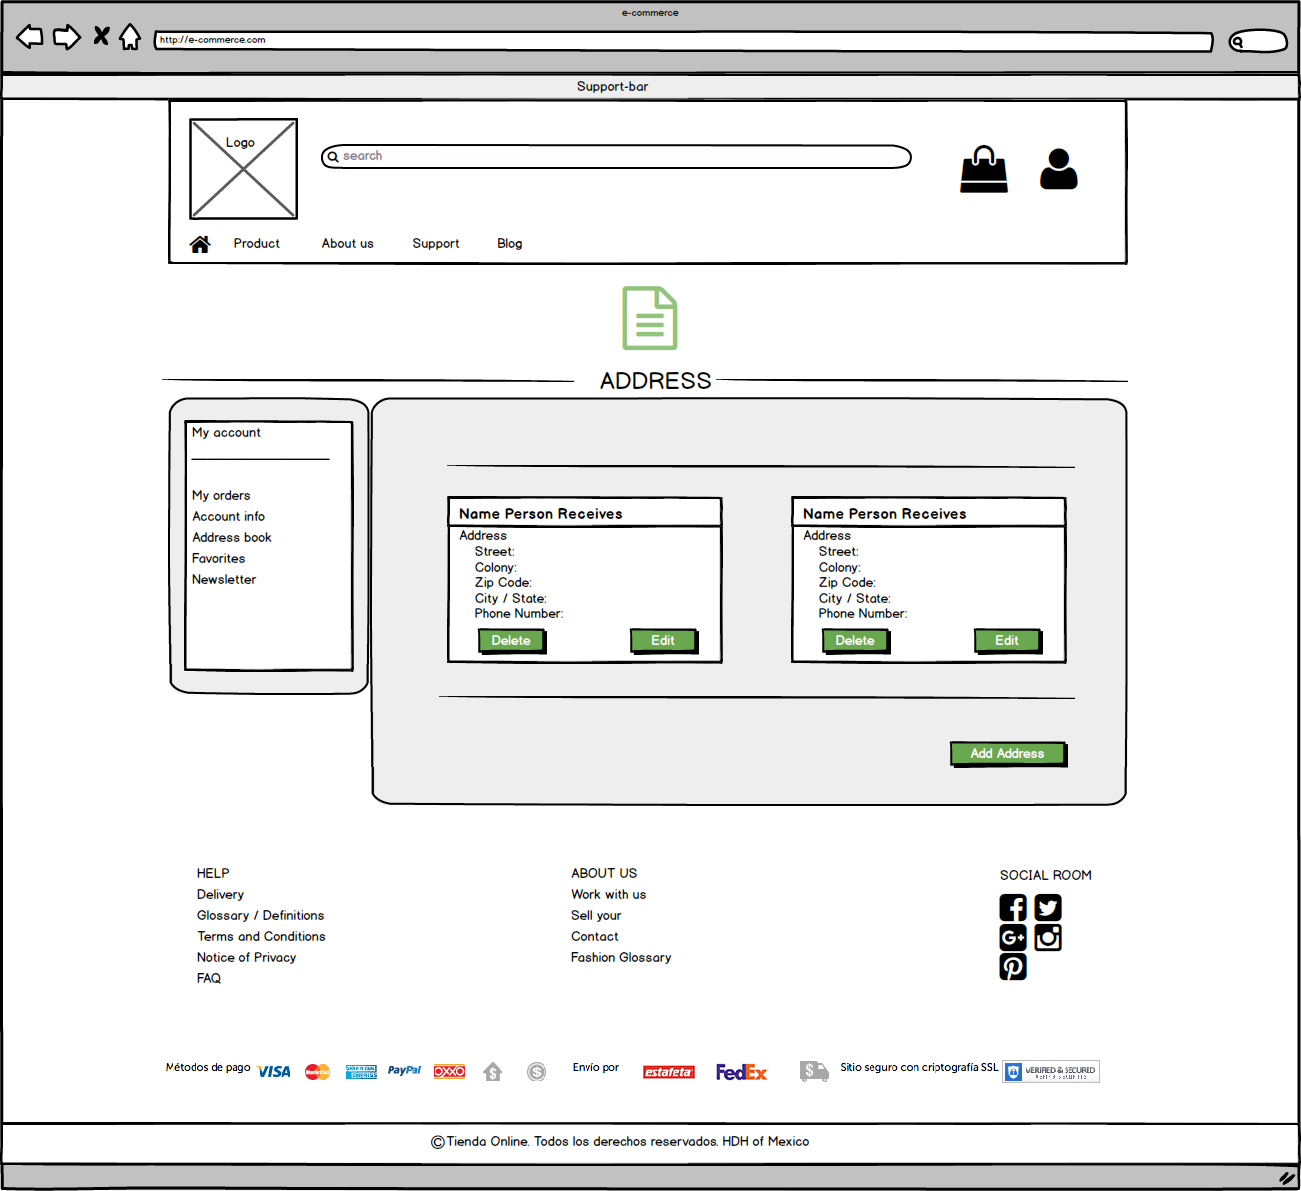 e-commerce
http://e-commerce.com
Support-bar
Logo
search
Product About us Support Blog
ADDRESS
My account
My orders
Account info
Address book
Favorites
Newsletter
Name Person Receives
Address
Street:
Colony:
Zip Code:
City / State:
Phone Number:
Delete Edit
Name Person Receives
Address
Street:
Colony:
Zip Code:
City / State:
Phone Number:
Delete Edit
Add Address
HELP
Delivery
Glossary / Definitions
Terms and Conditions
Notice of Privacy
FAQ
ABOUT US
Work with us
Sell your
Contact
Fashion Glossary
SOCIAL ROOM
Métodos de pago VISA MasterCard AMERICAN EXPRESS PayPal OXXO $ $ Envío por estafeta FedEx $ Sitio seguro con criptografía SSL VERIFIED & SECURED
© Tienda Online. Todos los derechos reservados. HDH of Mexico